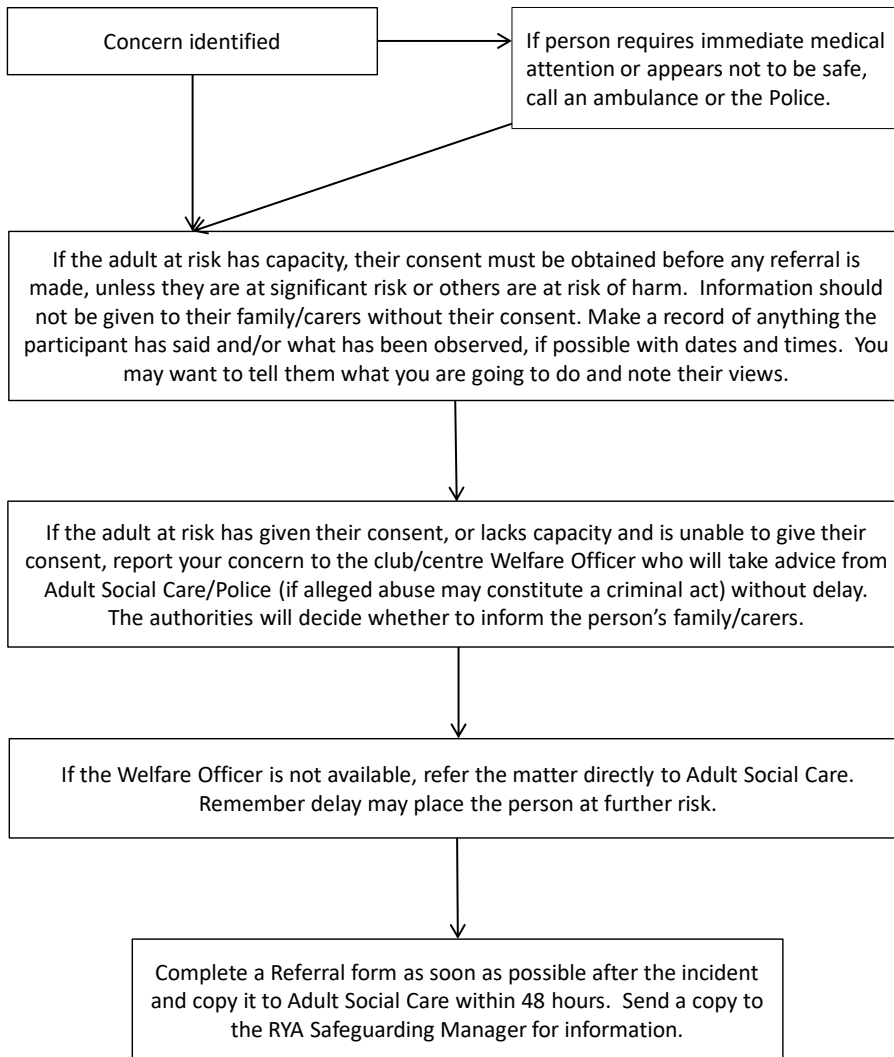 Concern identified
If person requires immediate medical
attention or appears not to be safe,
call an ambulance or the Police.
If the adult at risk has capacity, their consent must be obtained before any referral is
made, unless they are at significant risk or others are at risk of harm.  Information should
not be given to their family/carers without their consent. Make a record of anything the
participant has said and/or what has been observed, if possible with dates and times.  You
may want to tell them what you are going to do and note their views.
If the adult at risk has given their consent, or lacks capacity and is unable to give their
consent, report your concern to the club/centre Welfare Officer who will take advice from
Adult Social Care/Police (if alleged abuse may constitute a criminal act) without delay.
The authorities will decide whether to inform the person’s family/carers.
If the Welfare Officer is not available, refer the matter directly to Adult Social Care.
Remember delay may place the person at further risk.
Complete a Referral form as soon as possible after the incident
and copy it to Adult Social Care within 48 hours.  Send a copy to
the RYA Safeguarding Manager for information.